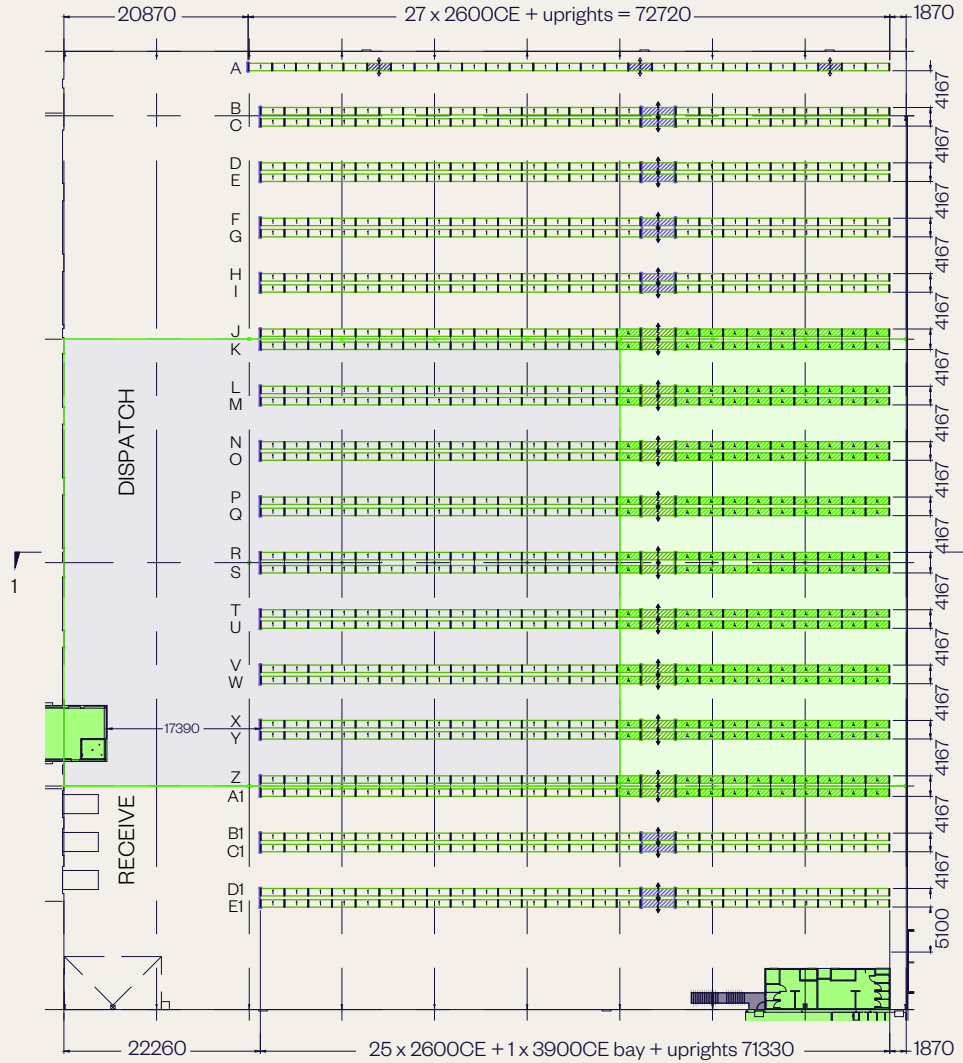 20870
27 x 2600CE + uprights = 72720
1870
A
4167
B
C
4167
D
E
4167
F
G
4167
H
I
4167
J
K
4167
L
M
4167
DISPATCH
N
O
4167
P
Q
4167
R
S
1
4167
T
U
4167
V
W
4167
17390
X
Y
4167
Z
A1
4167
RECEIVE
B1
C1
4167
D1
E1
5100
22260
25 x 2600CE + 1 x 3900CE bay + uprights 71330
1870